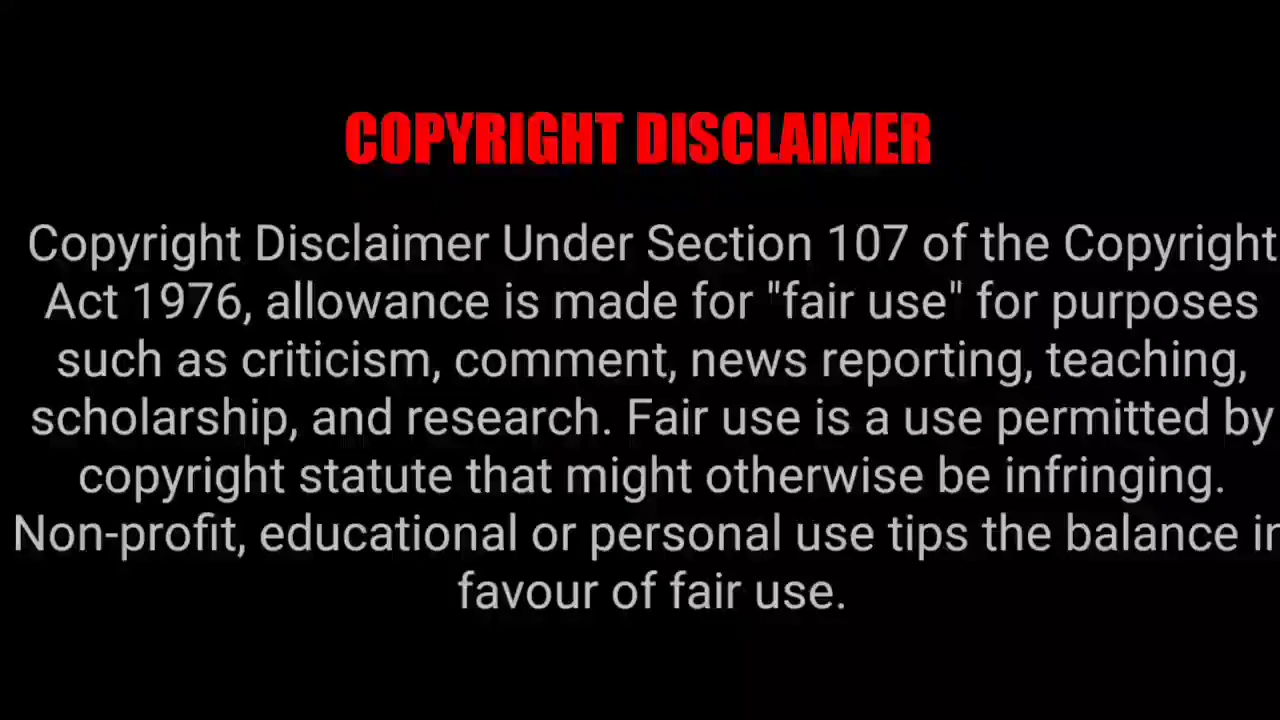 COPYRIGHT DISCLAIMER
Copyright Disclaimer Under Section 107 of the Copyright
Act 1976, allowance is made for "fair use" for purposes
such as criticism, comment, news reporting, teaching,
scholarship, and research. Fair use is a use permitted by
copyright statute that might otherwise be infringing.
Non-profit, educational or personal use tips the balance in
favour of fair use.